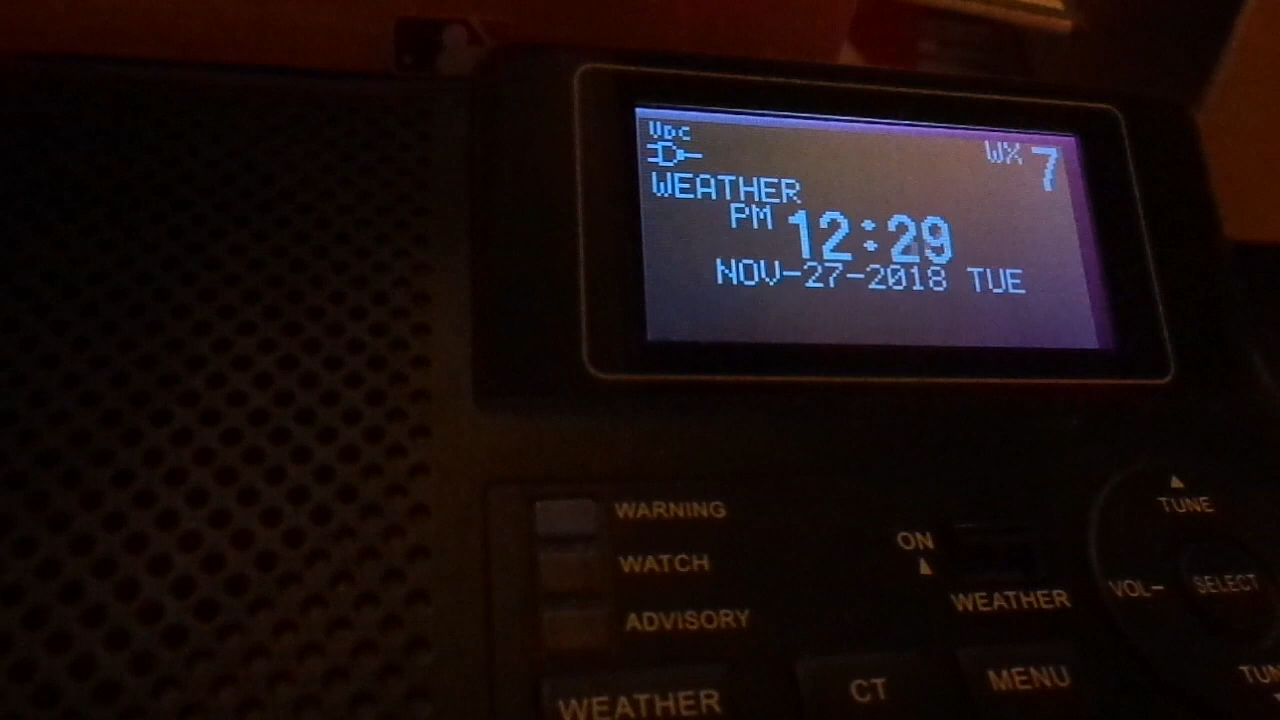 VDC
WX 7
WEATHER
PM 12:29
NOV-27-2018 TUE
WARNING
WATCH
ADVISORY
ON
WEATHER
TUNE
VOL-
SELECT
WEATHER
CT
MENU